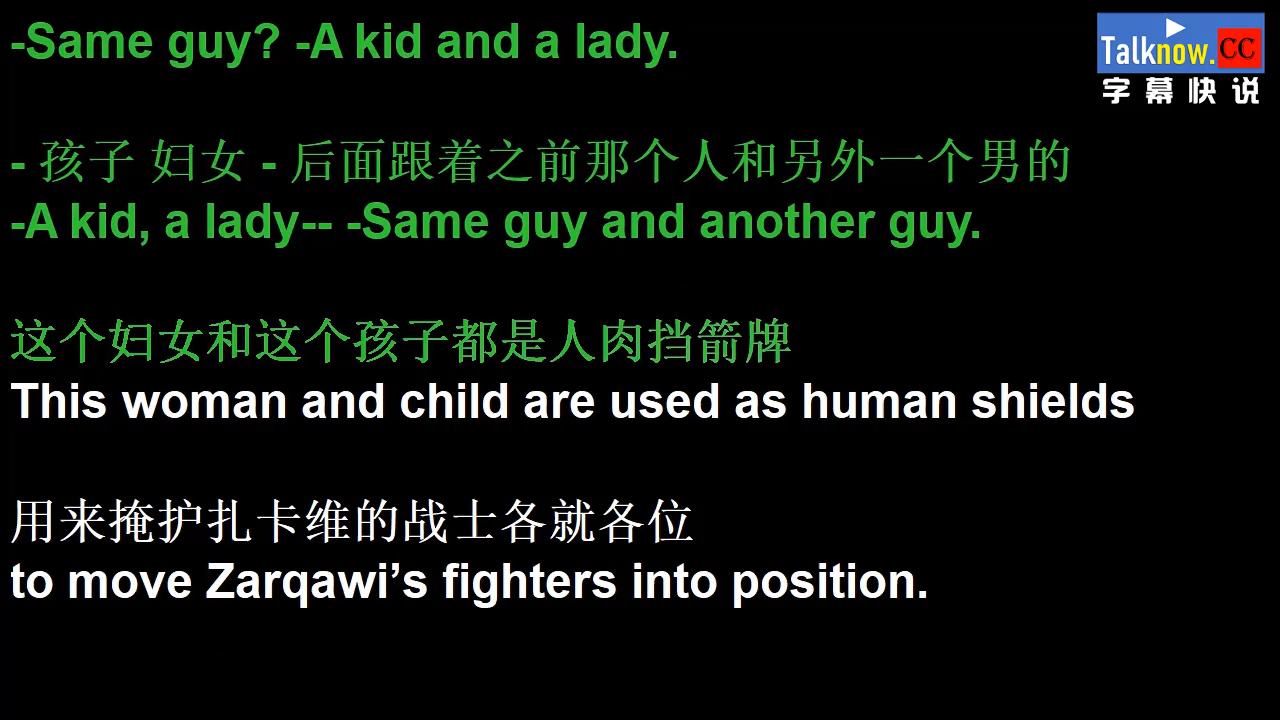 -Same guy? -A kid and a lady.
Talknow.CC
字幕快说
- 孩子 妇女 - 后面跟着之前那个人和另外一个男的
-A kid, a lady-- -Same guy and another guy.
这个妇女和这个孩子都是人肉挡箭牌
This woman and child are used as human shields
用来掩护扎卡维的战士各就各位
to move Zarqawi’s fighters into position.